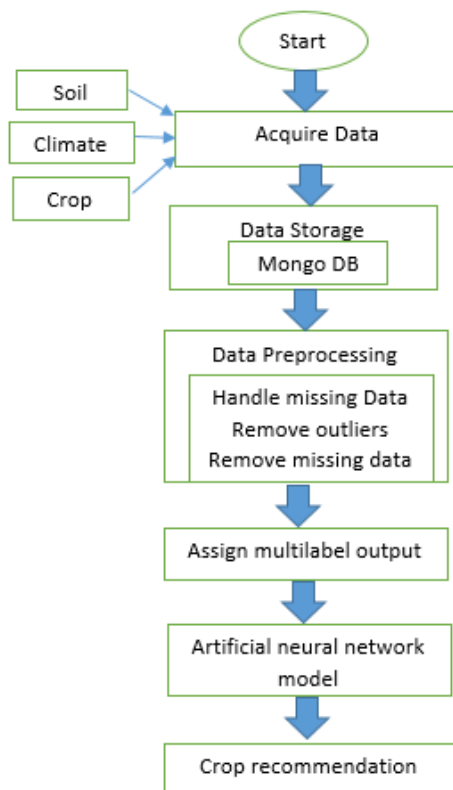 Start
Soil
Climate
Crop
Acquire Data
Data Storage
Mongo DB
Data Preprocessing
Handle missing Data
Remove outliers
Remove missing data
Assign multilabel output
Artificial neural network
model
Crop recommendation